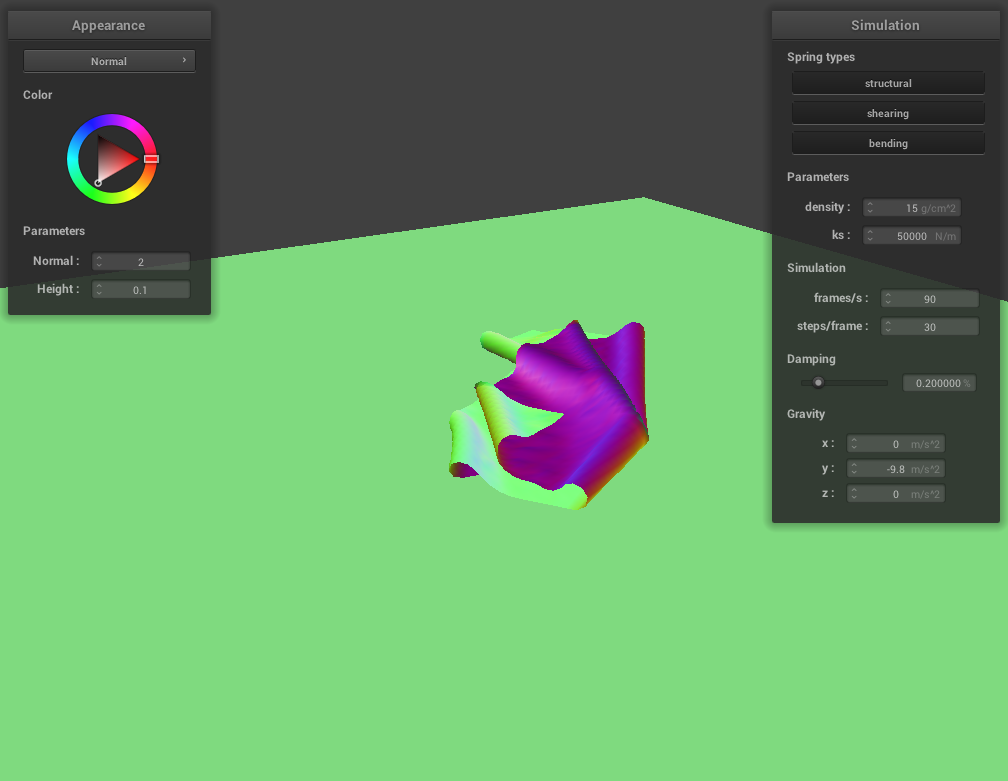 Appearance
Normal
Color
Parameters
Normal : 2
Height : 0.1
Simulation
Spring types
structural
shearing
bending
Parameters
density : 15 g/cm^2
ks : 50000 N/m
Simulation
frames/s : 90
steps/frame : 30
Damping
0.200000 %
Gravity
x : 0 m/s^2
y : -9.8 m/s^2
z : 0 m/s^2